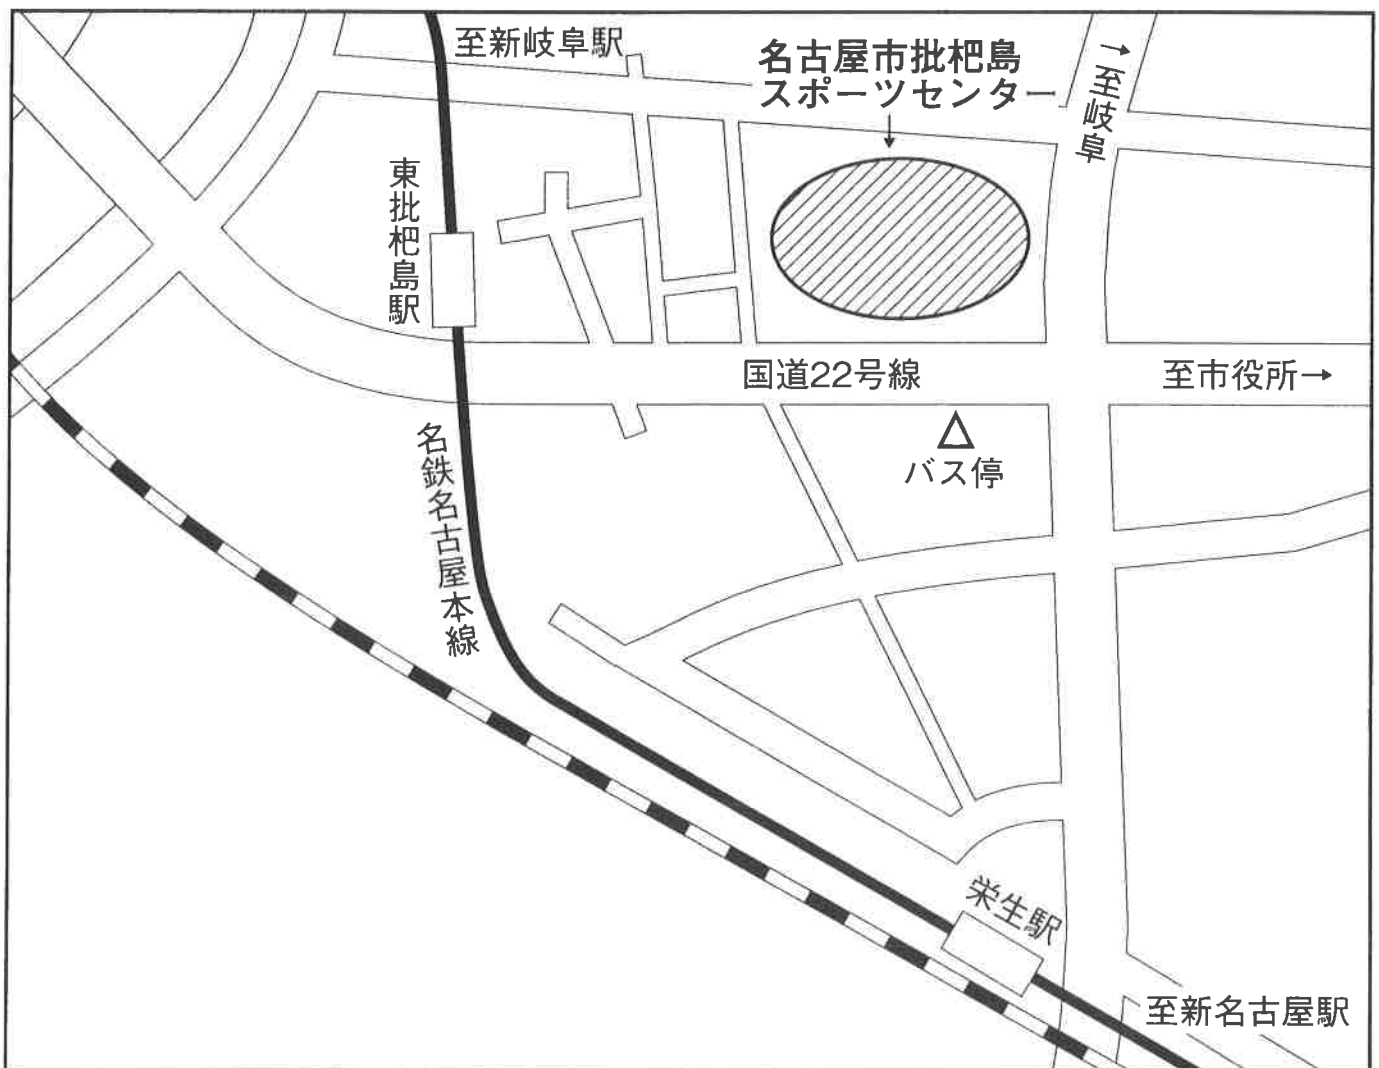 至新岐阜駅
名古屋市批杷島
スポーツセンター
→至岐阜
東批杷島駅
国道22号線
至市役所→
バス停
名鉄名古屋本線
栄生駅
至新名古屋駅